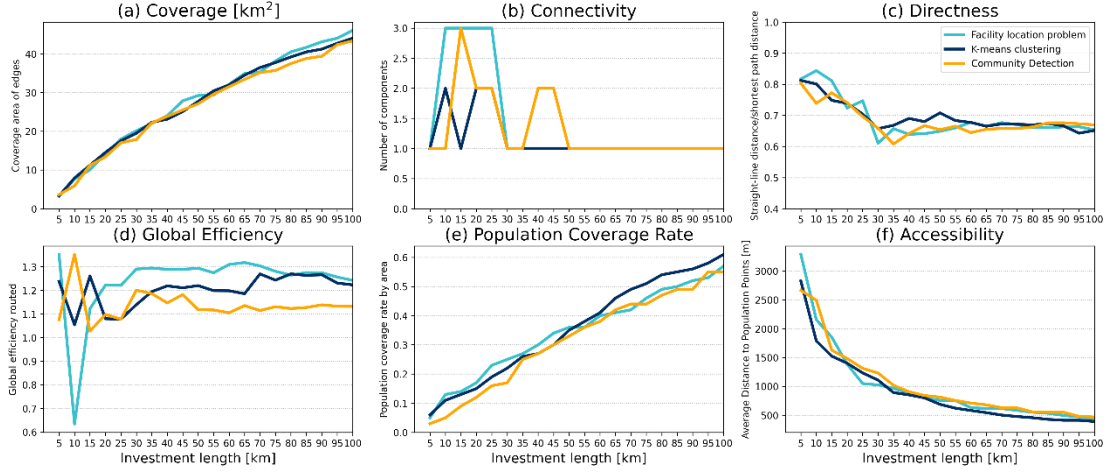 (a) Coverage [km²]
Coverage area of edges
40
30
20
10
0
5 10 15 20 25 30 35 40 45 50 55 60 65 70 75 80 85 90 95 100
(b) Connectivity
Number of components
3.0
2.5
2.0
1.5
1.0
0.5
0.0
5 10 15 20 25 30 35 40 45 50 55 60 65 70 75 80 85 90 95 100
(c) Directness
Straight-line distance/shortest path distance
1.0
0.9
0.8
0.7
0.6
0.5
0.4
Facility location problem
K-means clustering
Community Detection
5 10 15 20 25 30 35 40 45 50 55 60 65 70 75 80 85 90 95 100
(d) Global Efficiency
Global efficiency routed
1.3
1.2
1.1
1.0
0.9
0.8
0.7
0.6
5 10 15 20 25 30 35 40 45 50 55 60 65 70 75 80 85 90 95 100
Investment length [km]
(e) Population Coverage Rate
Population coverage rate by area
0.6
0.5
0.4
0.3
0.2
0.1
0.0
5 10 15 20 25 30 35 40 45 50 55 60 65 70 75 80 85 90 95 100
Investment length [km]
(f) Accessibility
Average Distance to Population Points [m]
3000
2500
2000
1500
1000
500
5 10 15 20 25 30 35 40 45 50 55 60 65 70 75 80 85 90 95 100
Investment length [km]